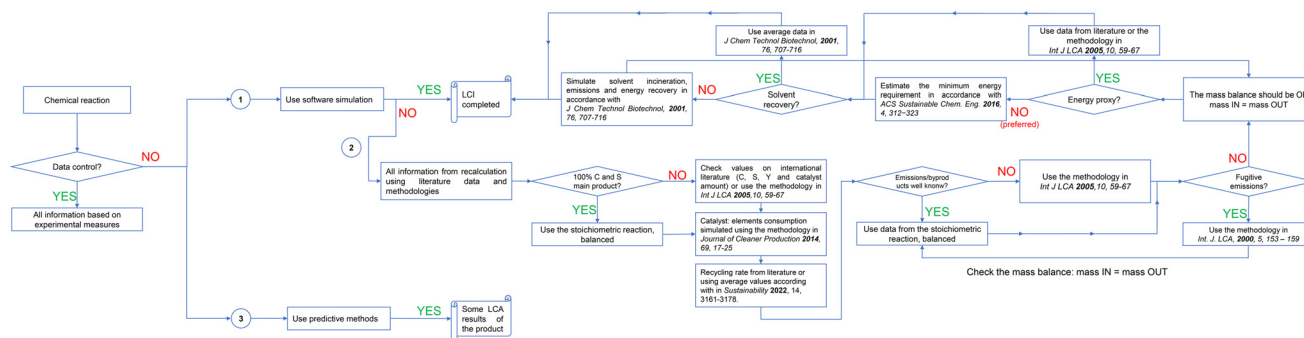 Chemical reaction
Data control?
YES
All information based on
experimental measures
NO
1
Use software simulation
YES
NO
LCI
completed
2
All information from recalculation
using literature data and
methodologies
3
Use predictive methods
YES
Some LCA
results of
the product
100% C and S
main product?
NO
YES
Use the stoichiometric reaction,
balanced
Check values on international
literature (C, S, Y and catalyst
amount) or use the methodology in
Int J LCA 2005,10, 59-67
Catalyst: elements consumption
simulated using the methodology in
Journal of Cleaner Production 2014,
69, 17-25
Recycling rate from literature or
using average values according
with in Sustainability 2022, 14,
3161-3178.
Emissions/byprod
ucts well knonw?
NO
YES
Use the methodology in
Int J LCA 2005,10, 59-67
Use data from the stoichiometric
reaction, balanced
Fugitive
emissions?
NO
YES
Use the methodology in
Int. J. LCA, 2000, 5, 153 – 159
Check the mass balance: mass IN = mass OUT
The mass balance should be OK
mass IN = mass OUT
Energy proxy?
YES
NO
(preferred)
Use data from literature or the
methodology in
Int J LCA 2005,10, 59-67
Estimate the minimum energy
requirement in accordance with
ACS Sustainable Chem. Eng. 2016,
4, 312−323
Solvent
recovery?
YES
NO
Use average data in
J Chem Technol Biotechnol, 2001,
76, 707-716
Simulate solvent incineration,
emissions and energy recovery in
accordance with
J Chem Technol Biotechnol, 2001,
76, 707-716